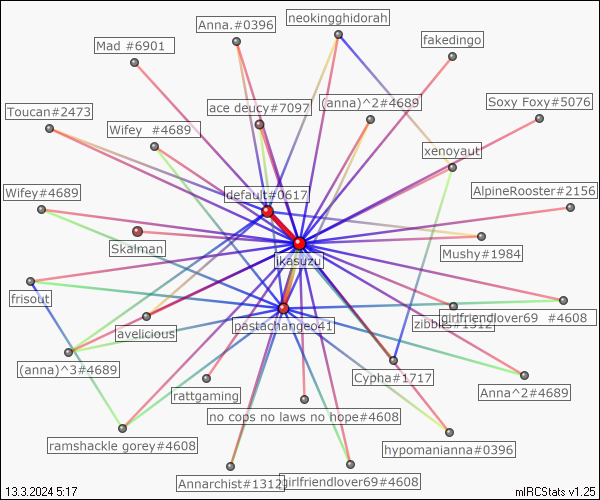 neokingghidorah
Anna.#0396
fakedingo
Mad #6901
Soxy Foxy#5076
(anna)^2#4689
ace deucy#7097
Toucan#2473
Wifey #4689
xenoyaut
AlpineRooster#2156
Wifey#4689
default#0617
Skalman
Mushy#1984
ikasuzu
frisout
girlfriendlover69 #4608
zibbzs#1312
pastachangeo41
avelicious
(anna)^3#4689
Cypha#1717
Anna^2#4689
rattgaming
no cops no laws no hope#4608
ramshackle gorey#4608
hypomanianna#0396
Annarchist#1312
girlfriendlover69#4608
13.3.2024 5:17
mIRCStats v1.25